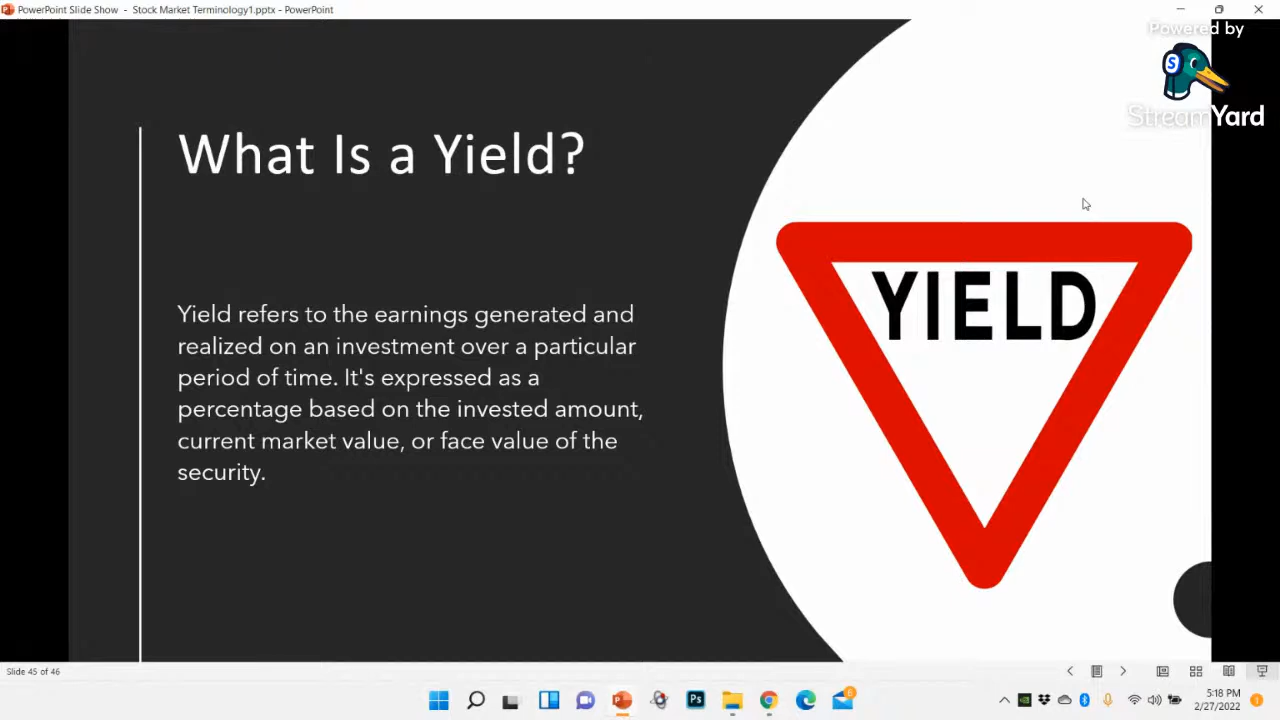 PowerPoint Slide Show - Stock Market Terminology1.pptx - PowerPoint
Powered by
S
StreamYard
What Is a Yield?
YIELD
Yield refers to the earnings generated and
realized on an investment over a particular
period of time. It's expressed as a
percentage based on the invested amount,
current market value, or face value of the
security.
Slide 45 of 46
Ps
6
5:18 PM
2/27/2022
1